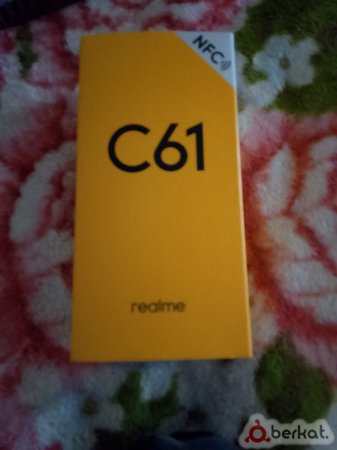 NFC
C61
realme
berkat.